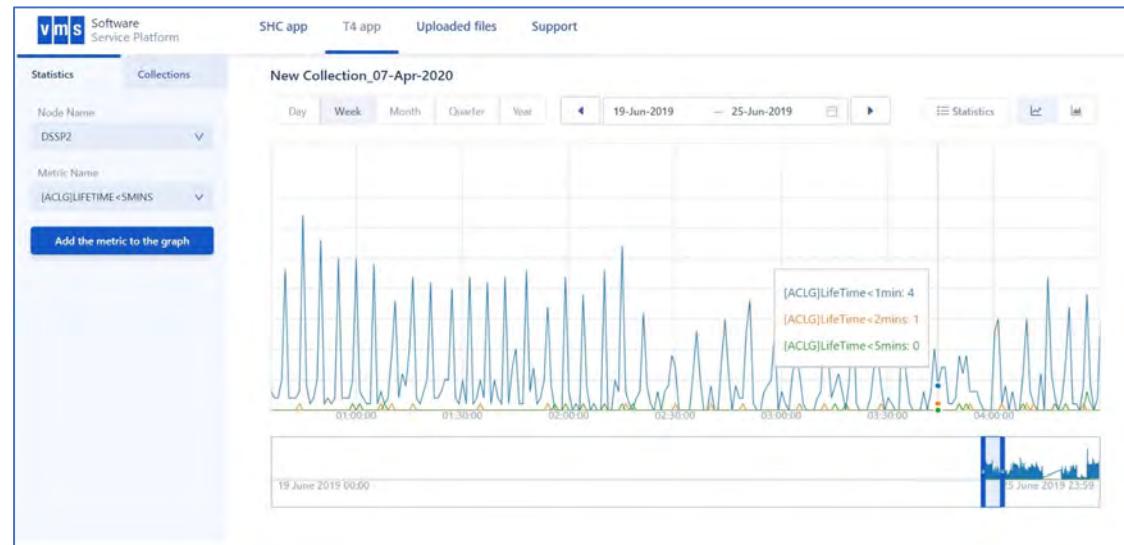 vms Software
Service Platform
SHC app T4 app Uploaded files Support
Statistics Collections
New Collection_07-Apr-2020
Node Name
DSSP2
Day Week Month Quarter Year 19-Jun-2019 — 25-Jun-2019 Statistics
Metric Name
[ACLG]LIFETIME<5MINS
Add the metric to the graph
[ACLG]LifeTime<1min: 4
[ACLG]LifeTime<2mins: 1
[ACLG]LifeTime<5mins: 0
01:00:00 01:30:00 02:00:00 02:30:00 03:00:00 03:30:00 04:00:00
19 June 2019 00:00 5 June 2019 23:59